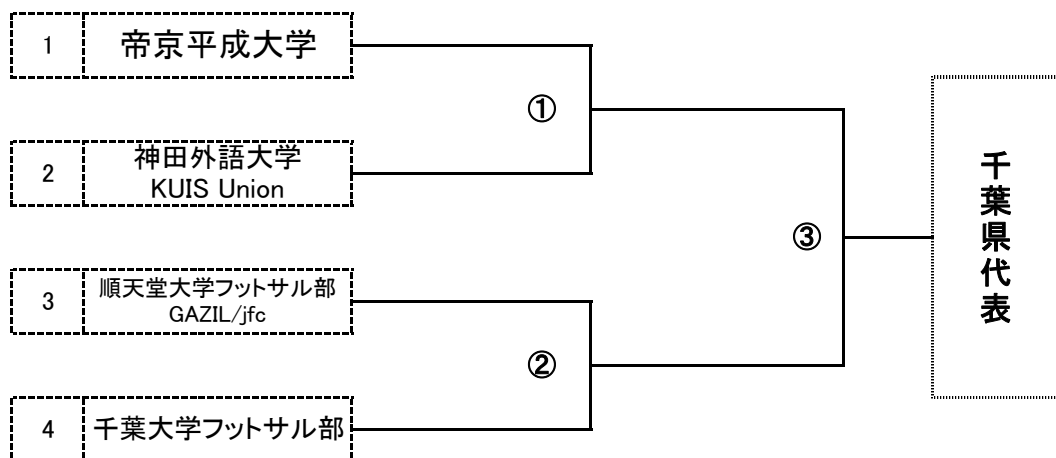 1
帝京平成大学
①
2
神田外語大学
KUIS Union
③
千葉県代表
3
順天堂大学フットサル部
GAZIL/jfc
②
4
千葉大学フットサル部